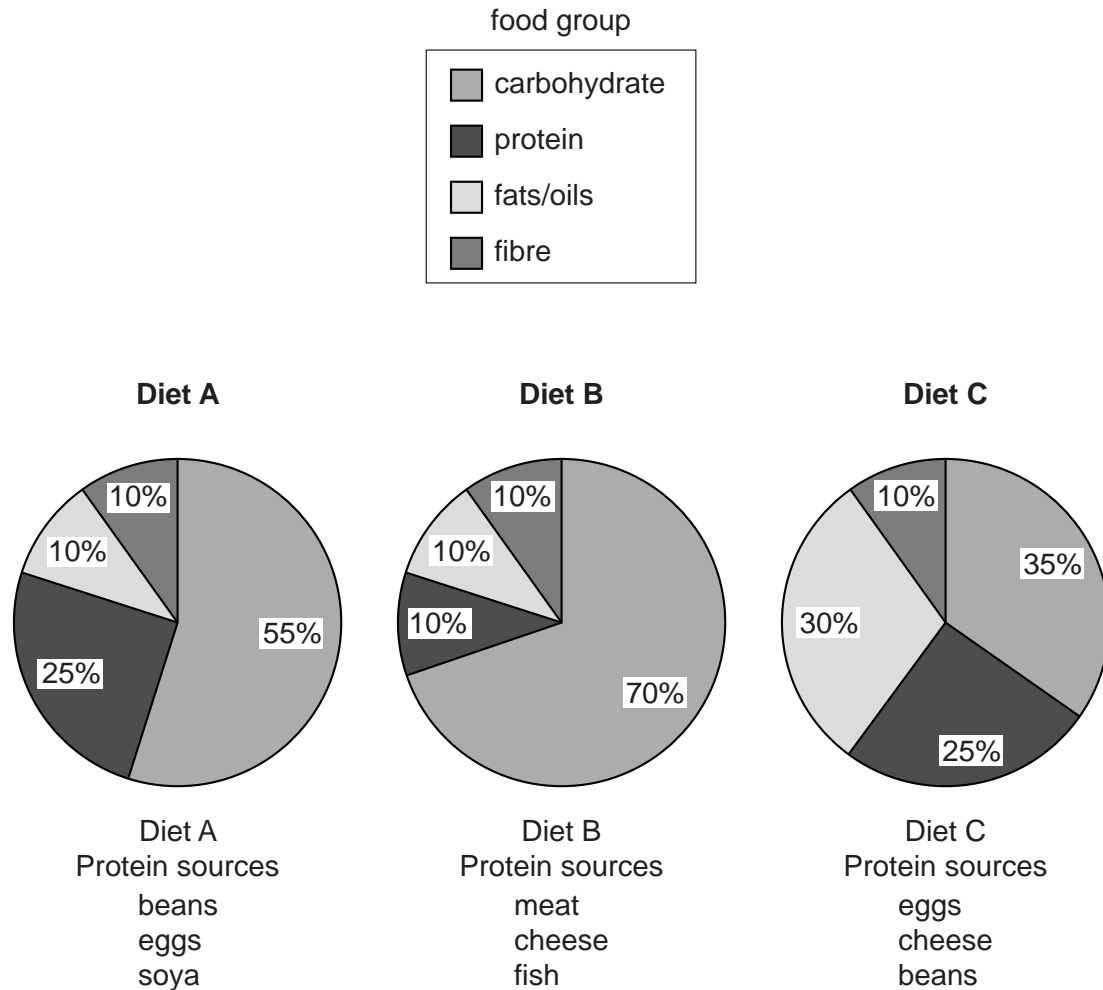 food group
carbohydrate
protein
fats/oils
fibre
Diet A
10%
10%
55%
25%
Diet A
Protein sources
beans
eggs
soya
Diet B
10%
10%
10%
70%
Diet B
Protein sources
meat
cheese
fish
Diet C
10%
35%
30%
25%
Diet C
Protein sources
eggs
cheese
beans